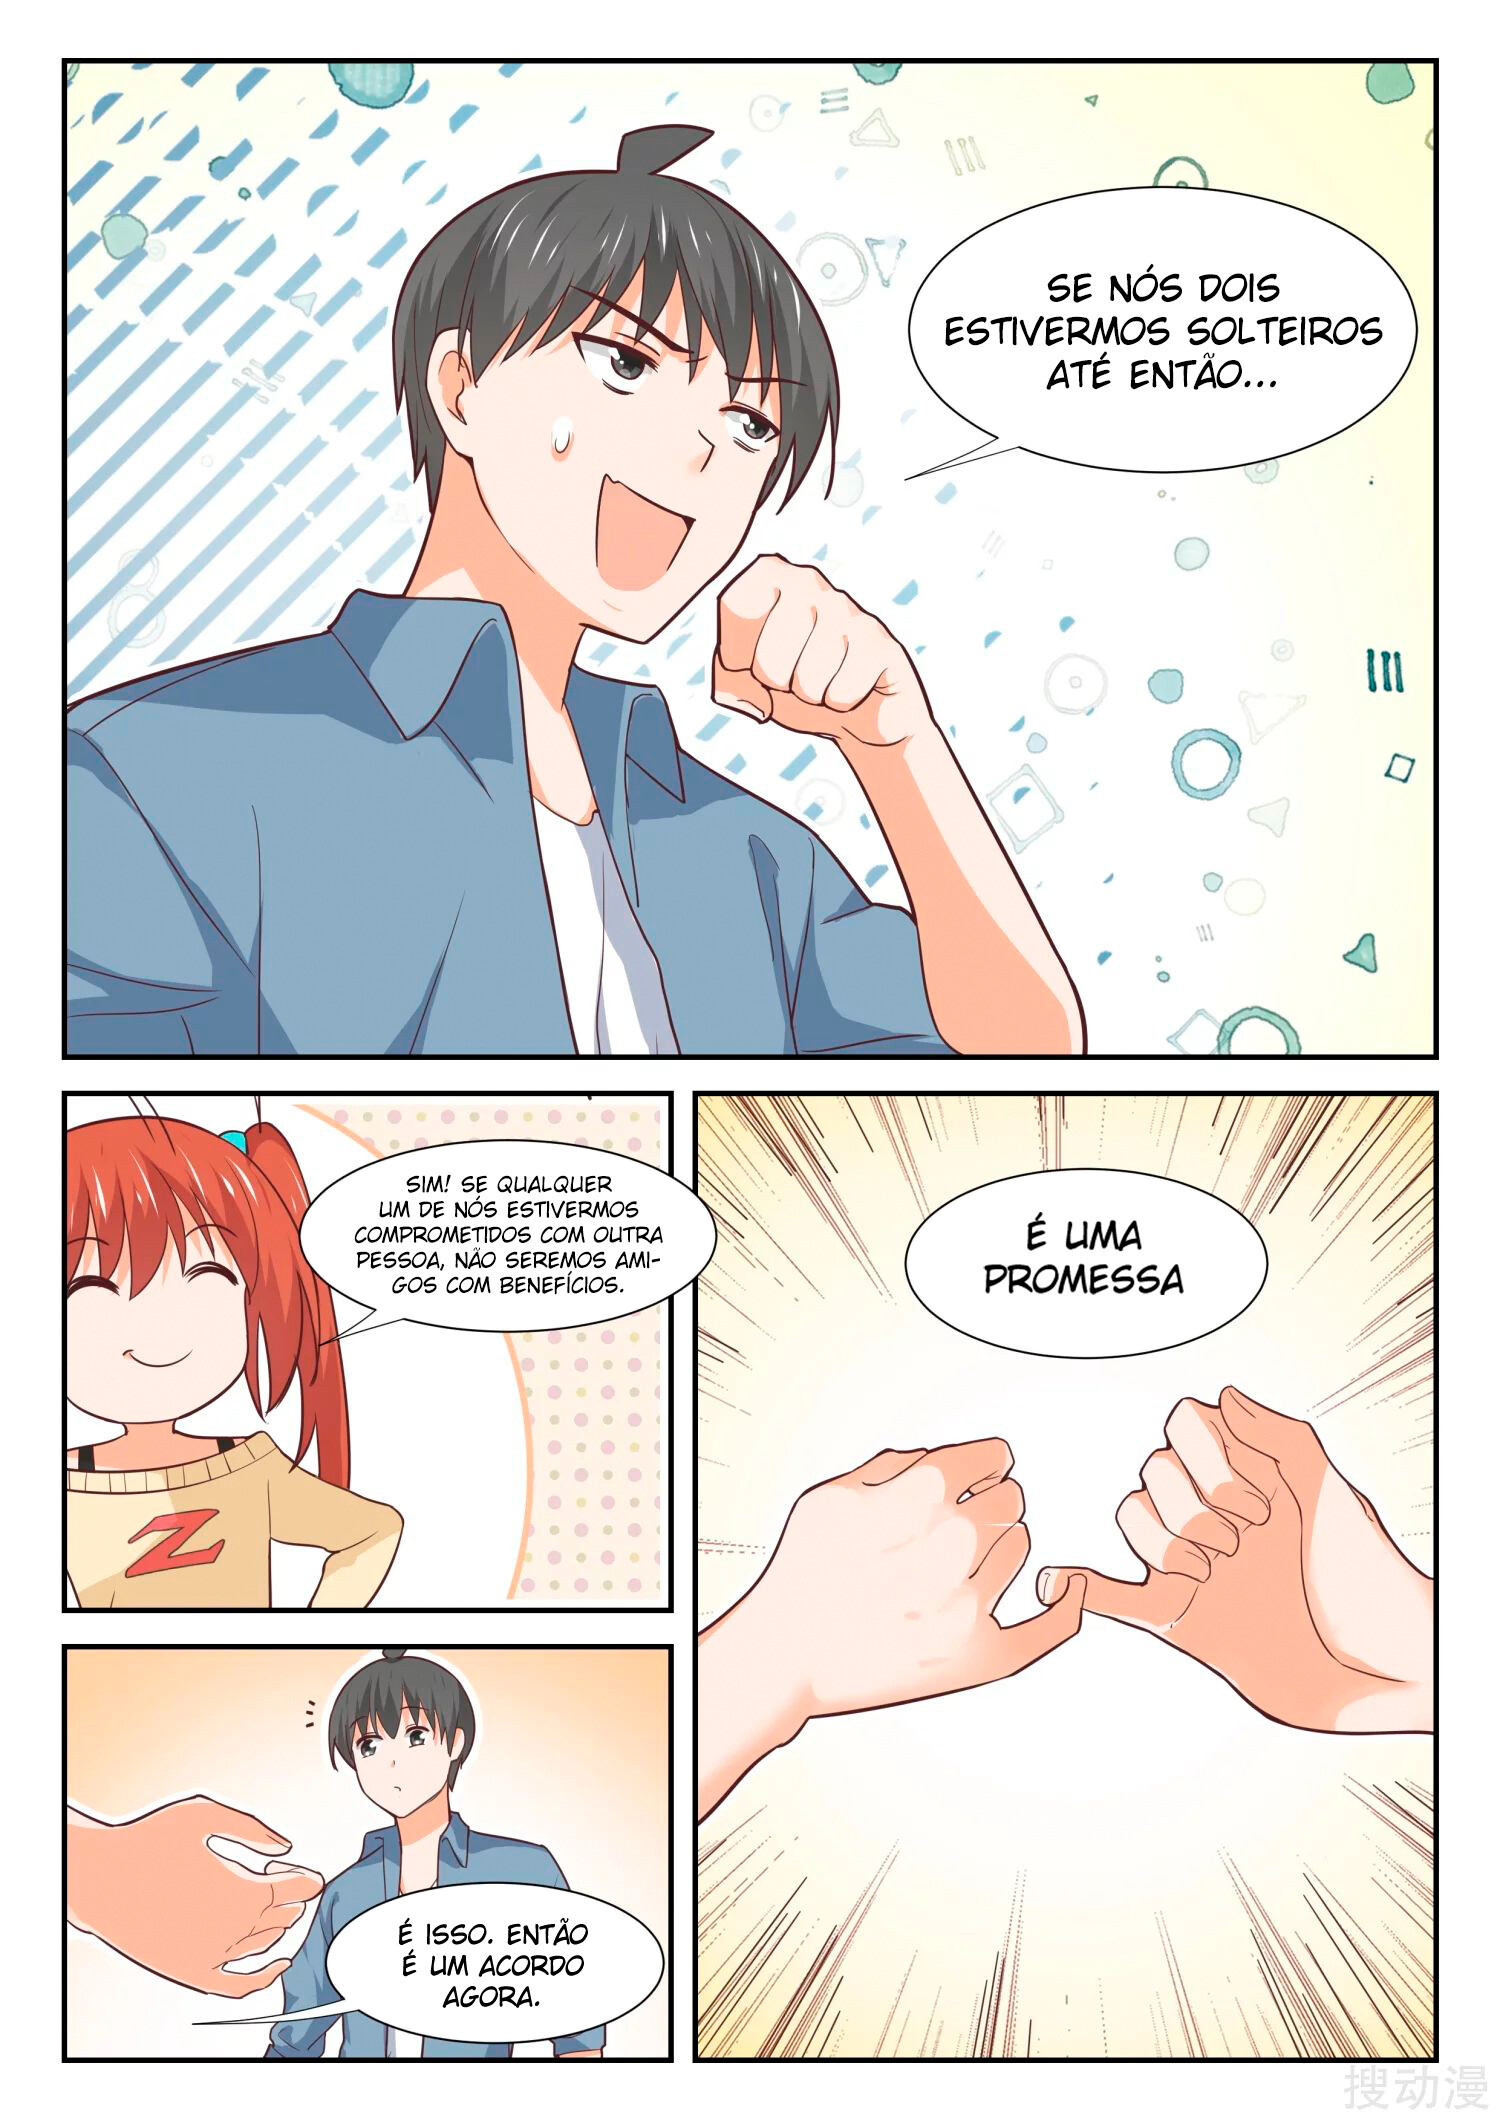 SE NÓS DOIS
ESTIVERMOS SOLTEIROS
ATÉ ENTÃO...
SIM! SE QUALQUER
UM DE NÓS ESTIVERMOS
COMPROMETIDOS COM OUTRA
PESSOA, NÃO SEREMOS AMI-
GOS COM BENEFÍCIOS.
Z
É UMA
PROMESSA
É ISSO. ENTÃO
É UM ACORDO
AGORA.
搜动漫